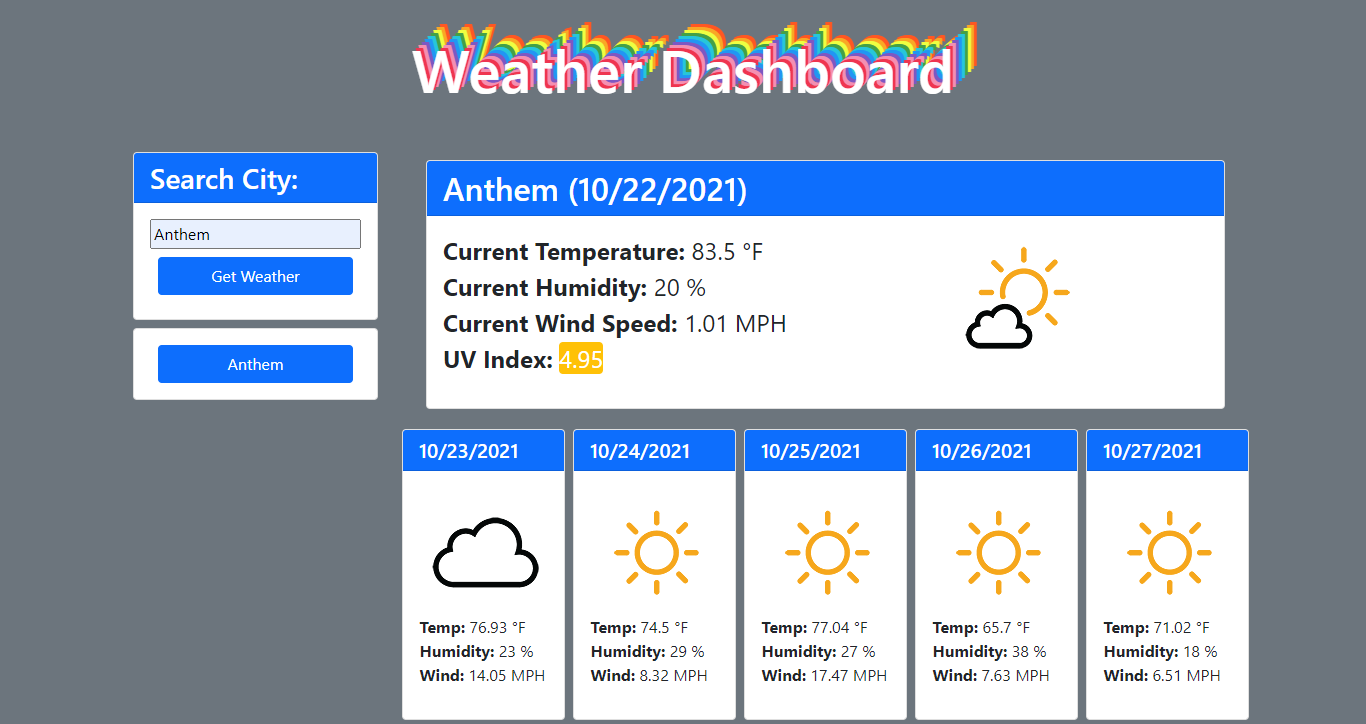 Weather Dashboard
Search City:
Anthem
Get Weather
Anthem
Anthem (10/22/2021)
Current Temperature: 83.5 °F
Current Humidity: 20 %
Current Wind Speed: 1.01 MPH
UV Index: 4.95
10/23/2021
Temp: 76.93 °F
Humidity: 23 %
Wind: 14.05 MPH
10/24/2021
Temp: 74.5 °F
Humidity: 29 %
Wind: 8.32 MPH
10/25/2021
Temp: 77.04 °F
Humidity: 27 %
Wind: 17.47 MPH
10/26/2021
Temp: 65.7 °F
Humidity: 38 %
Wind: 7.63 MPH
10/27/2021
Temp: 71.02 °F
Humidity: 18 %
Wind: 6.51 MPH